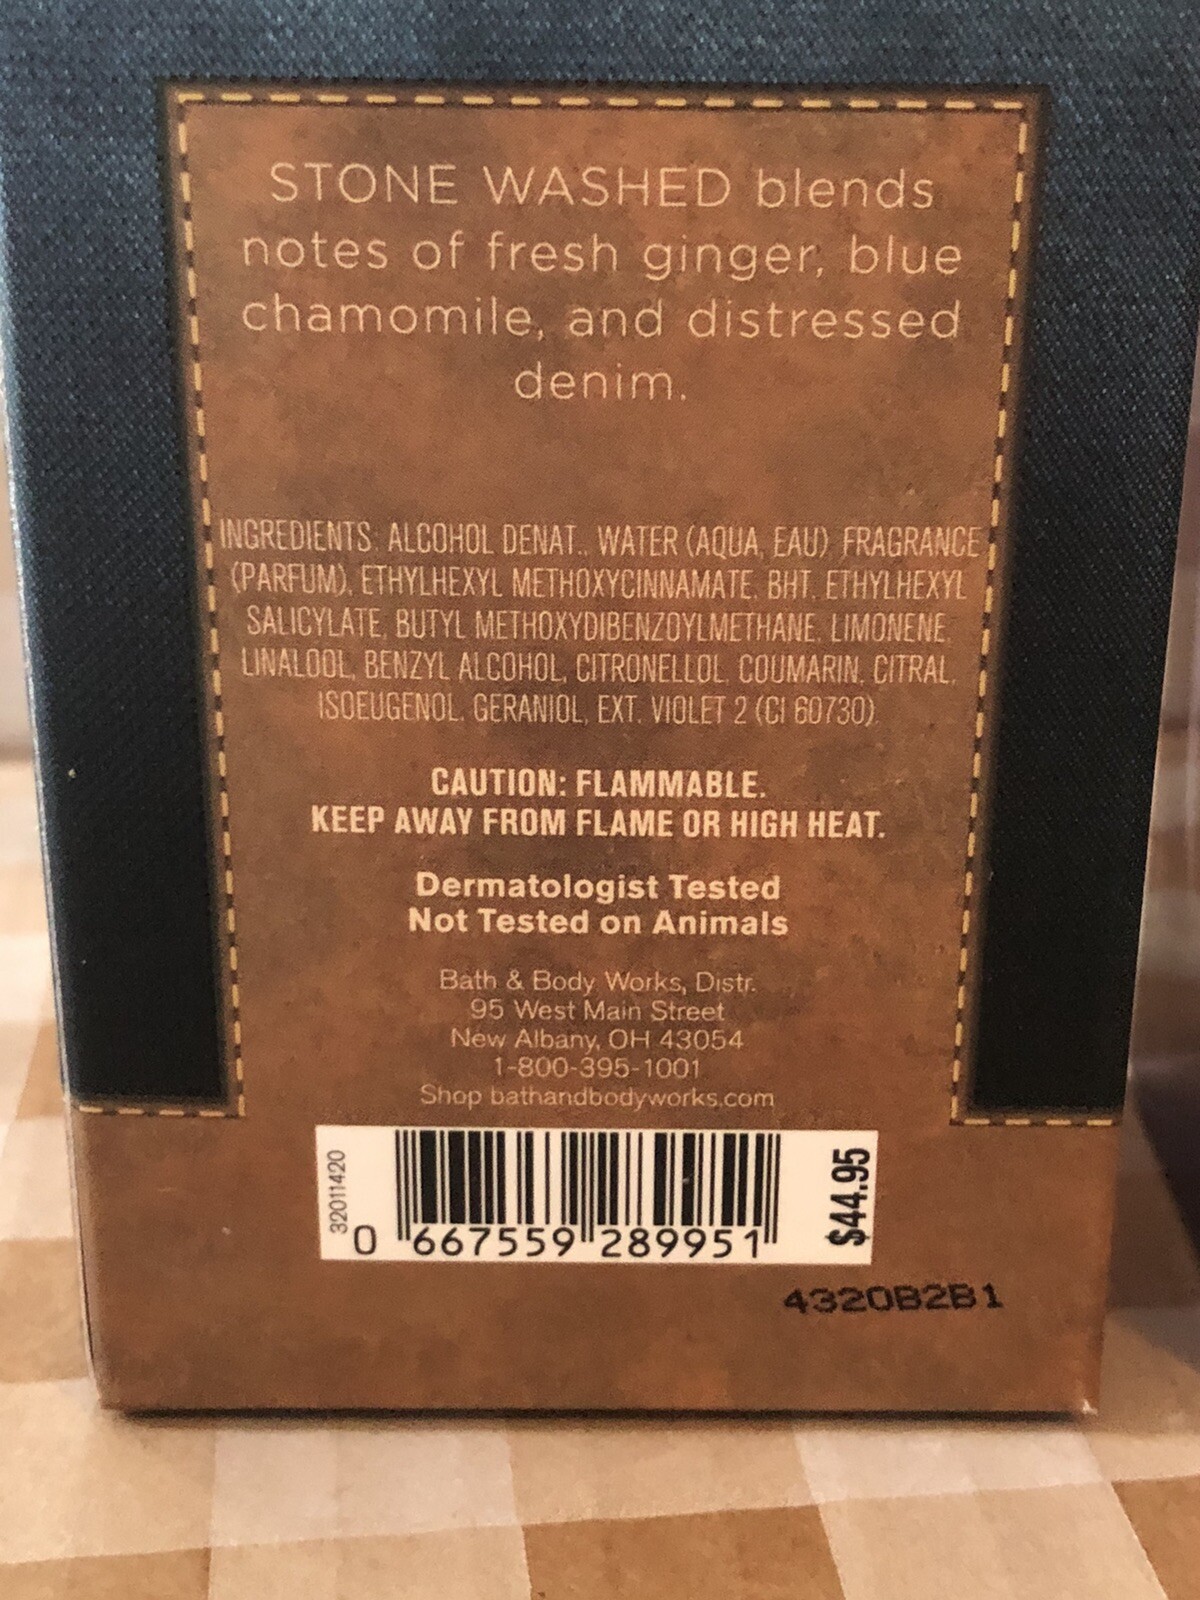 STONE WASHED blends
notes of fresh ginger, blue
chamomile, and distressed
denim.
INGREDIENTS: ALCOHOL DENAT., WATER (AQUA, EAU), FRAGRANCE
(PARFUM), ETHYLHEXYL METHOXYCINNAMATE, BHT, ETHYLHEXYL
SALICYLATE, BUTYL METHOXYDIBENZOYLMETHANE, LIMONENE,
LINALOOL, BENZYL ALCOHOL, CITRONELLOL, COUMARIN, CITRAL,
ISOEUGENOL, GERANIOL, EXT. VIOLET 2 (CI 60730).
CAUTION: FLAMMABLE.
KEEP AWAY FROM FLAME OR HIGH HEAT.
Dermatologist Tested
Not Tested on Animals
Bath & Body Works, Distr.
95 West Main Street
New Albany, OH 43054
1-800-395-1001
Shop bathandbodyworks.com
32011420
0 667559 289951
$44.95
4320B2B1